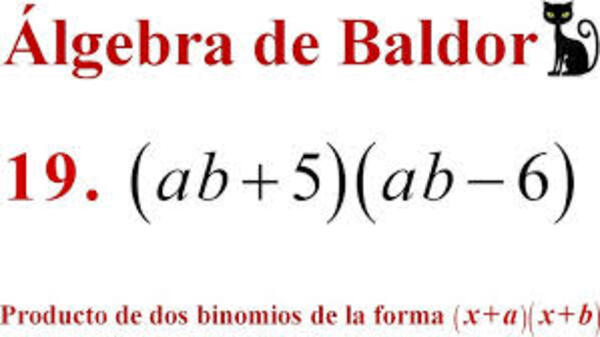 Álgebra de Baldor
19. (ab + 5)(ab − 6)
Producto de dos binomios de la forma (x+a)(x+b)